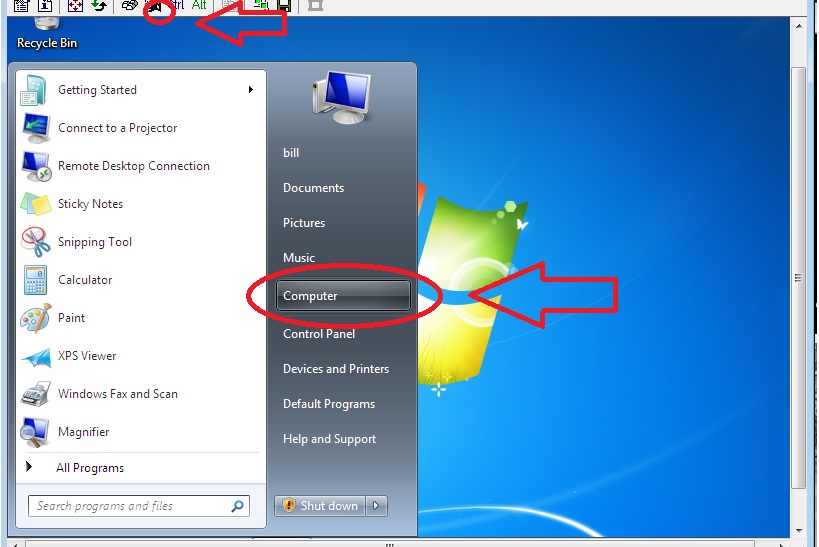 Ctrl Alt
Recycle Bin
Getting Started
Connect to a Projector
Remote Desktop Connection
Sticky Notes
Snipping Tool
Calculator
Paint
XPS Viewer
Windows Fax and Scan
Magnifier
All Programs
Search programs and files
bill
Documents
Pictures
Music
Computer
Control Panel
Devices and Printers
Default Programs
Help and Support
Shut down